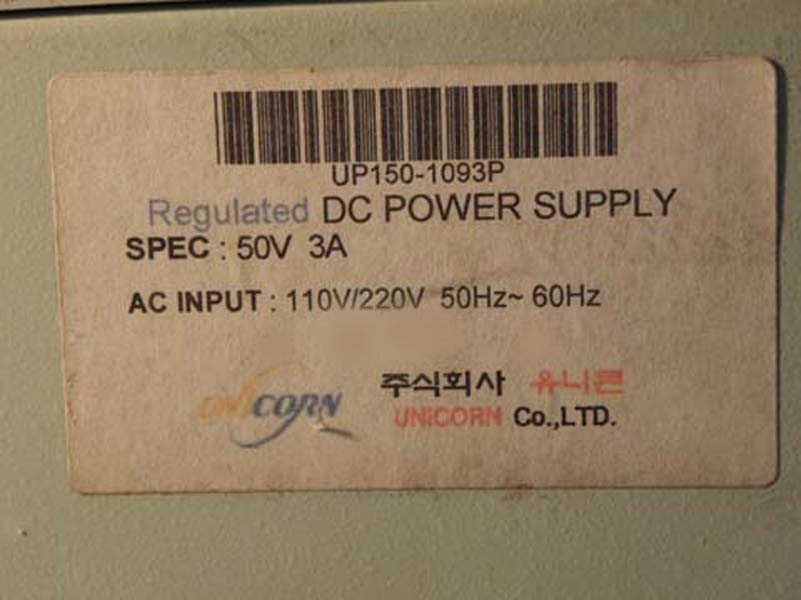 UP150-1093P
Regulated DC POWER SUPPLY
SPEC : 50V 3A
AC INPUT : 110V/220V 50Hz~ 60Hz
UNICORN
주식회사 유니콘
UNICORN Co.,LTD.